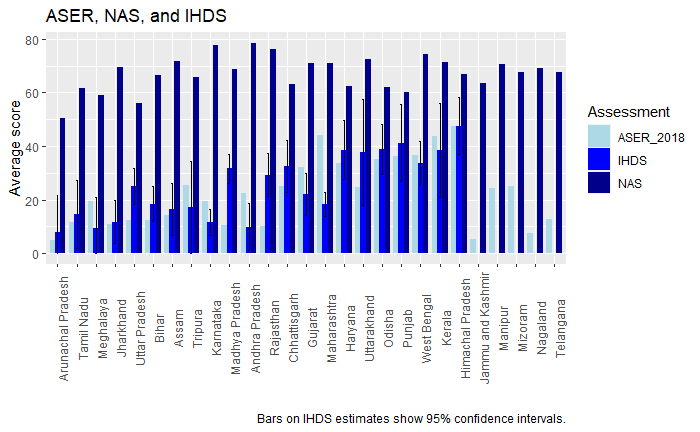 ASER, NAS, and IHDS
80
60
40
20
0
Average score
Arunachal Pradesh
Tamil Nadu
Meghalaya
Jharkhand
Uttar Pradesh
Bihar
Assam
Tripura
Karnataka
Madhya Pradesh
Andhra Pradesh
Rajasthan
Chhattisgarh
Gujarat
Maharashtra
Haryana
Uttarakhand
Odisha
Punjab
West Bengal
Kerala
Himachal Pradesh
Jammu and Kashmir
Manipur
Mizoram
Nagaland
Telangana
Assessment
ASER_2018
IHDS
NAS
Bars on IHDS estimates show 95% confidence intervals.